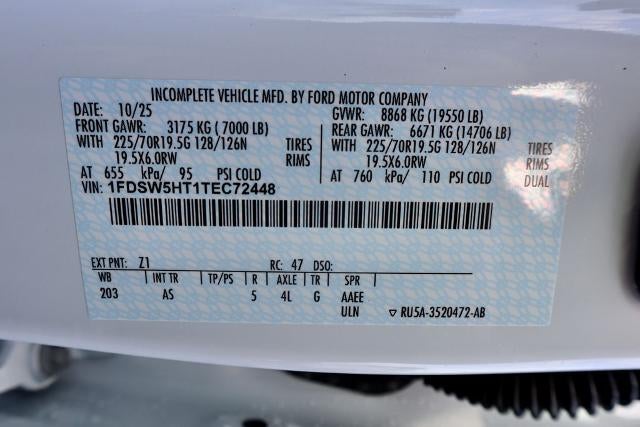 INCOMPLETE VEHICLE MFD. BY FORD MOTOR COMPANY
DATE: 10/25 GVWR: 8868 KG (19550 LB)
FRONT GAWR: 3175 KG (7000 LB) REAR GAWR: 6671 KG (14706 LB)
WITH 225/70R19.5G 128/126N TIRES WITH 225/70R19.5G 128/126N TIRES
19.5X6.0RW RIMS 19.5X6.0RW RIMS
AT 655 kPa/ 95 PSI COLD AT 760 kPa/ 110 PSI COLD DUAL
VIN: 1FDSW5HT1TEC72448
EXT PNT: Z1 RC: 47 DSO:
WB INT TR TP/PS R AXLE TR SPR
203 AS 5 4L G AAEE
ULN ▽ RU5A-3520472-AB